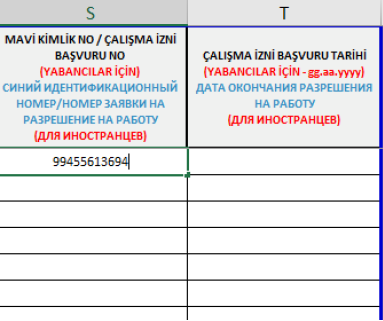 S
T
MAVİ KİMLİK NO / ÇALIŞMA İZNİ
BAŞVURU NO
(YABANCILAR İÇİN)
СИНИЙ ИДЕНТИФИКАЦИОННЫЙ
НОМЕР/НОМЕР ЗАЯВКИ НА
РАЗРЕШЕНИЕ НА РАБОТУ
(ДЛЯ ИНОСТРАНЦЕВ)
ÇALIŞMA İZNİ BAŞVURU TARİHİ
(YABANCILAR İÇİN - gg.aa.yyyy)
ДАТА ОКОНЧАНИЯ РАЗРЕШЕНИЯ
НА РАБОТУ
(ДЛЯ ИНОСТРАНЦЕВ)
99455613694